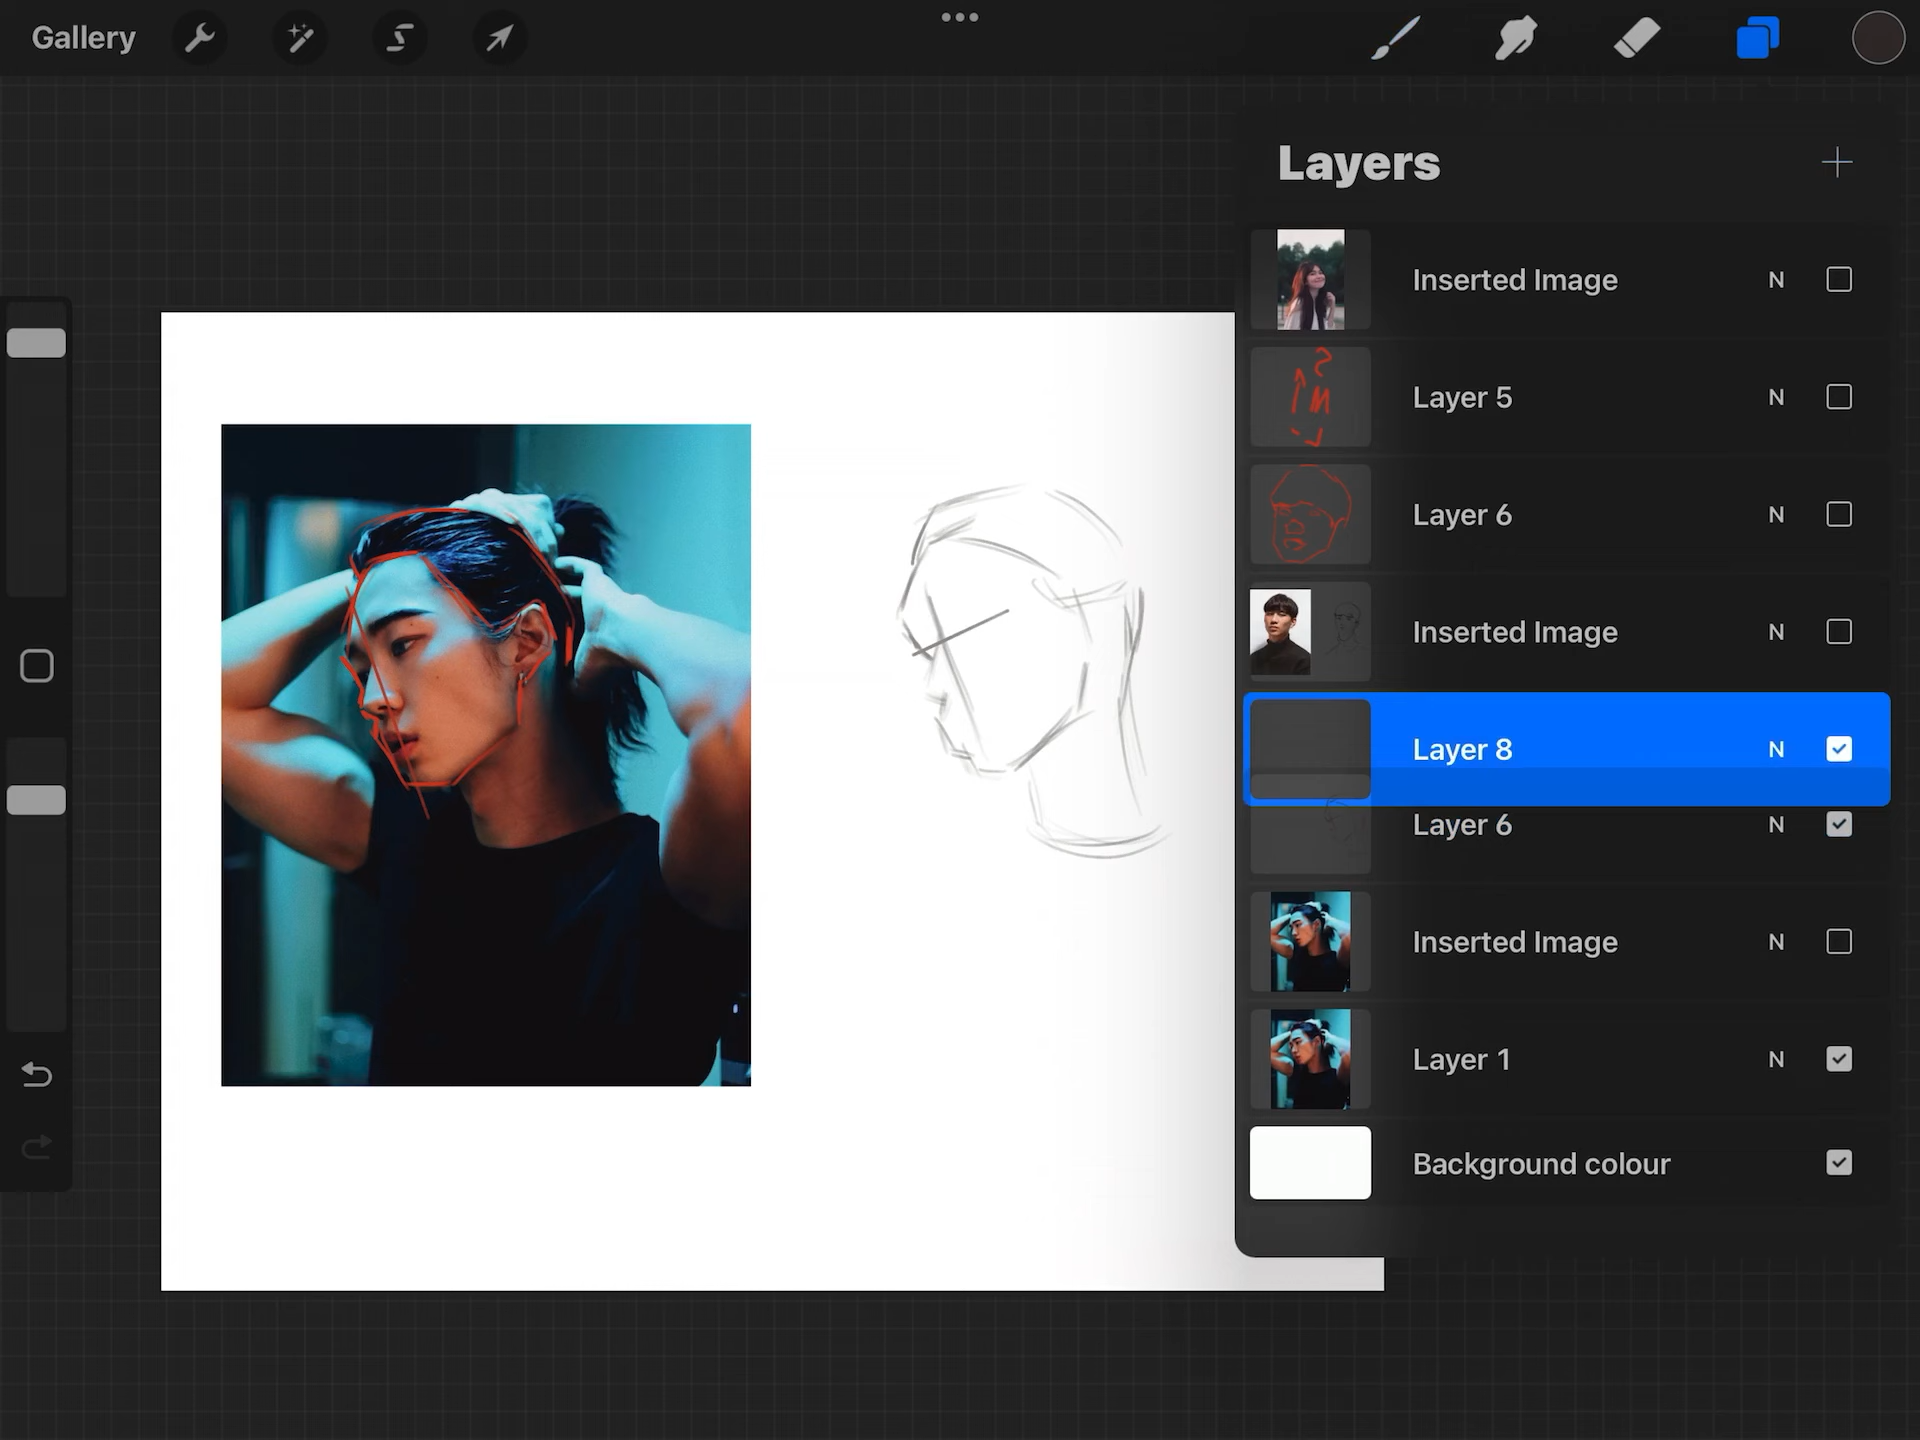 Gallery
Layers
Inserted Image N
Layer 5 N
Layer 6 N
Inserted Image N
Layer 8 N
Layer 6 N
Inserted Image N
Layer 1 N
Background colour